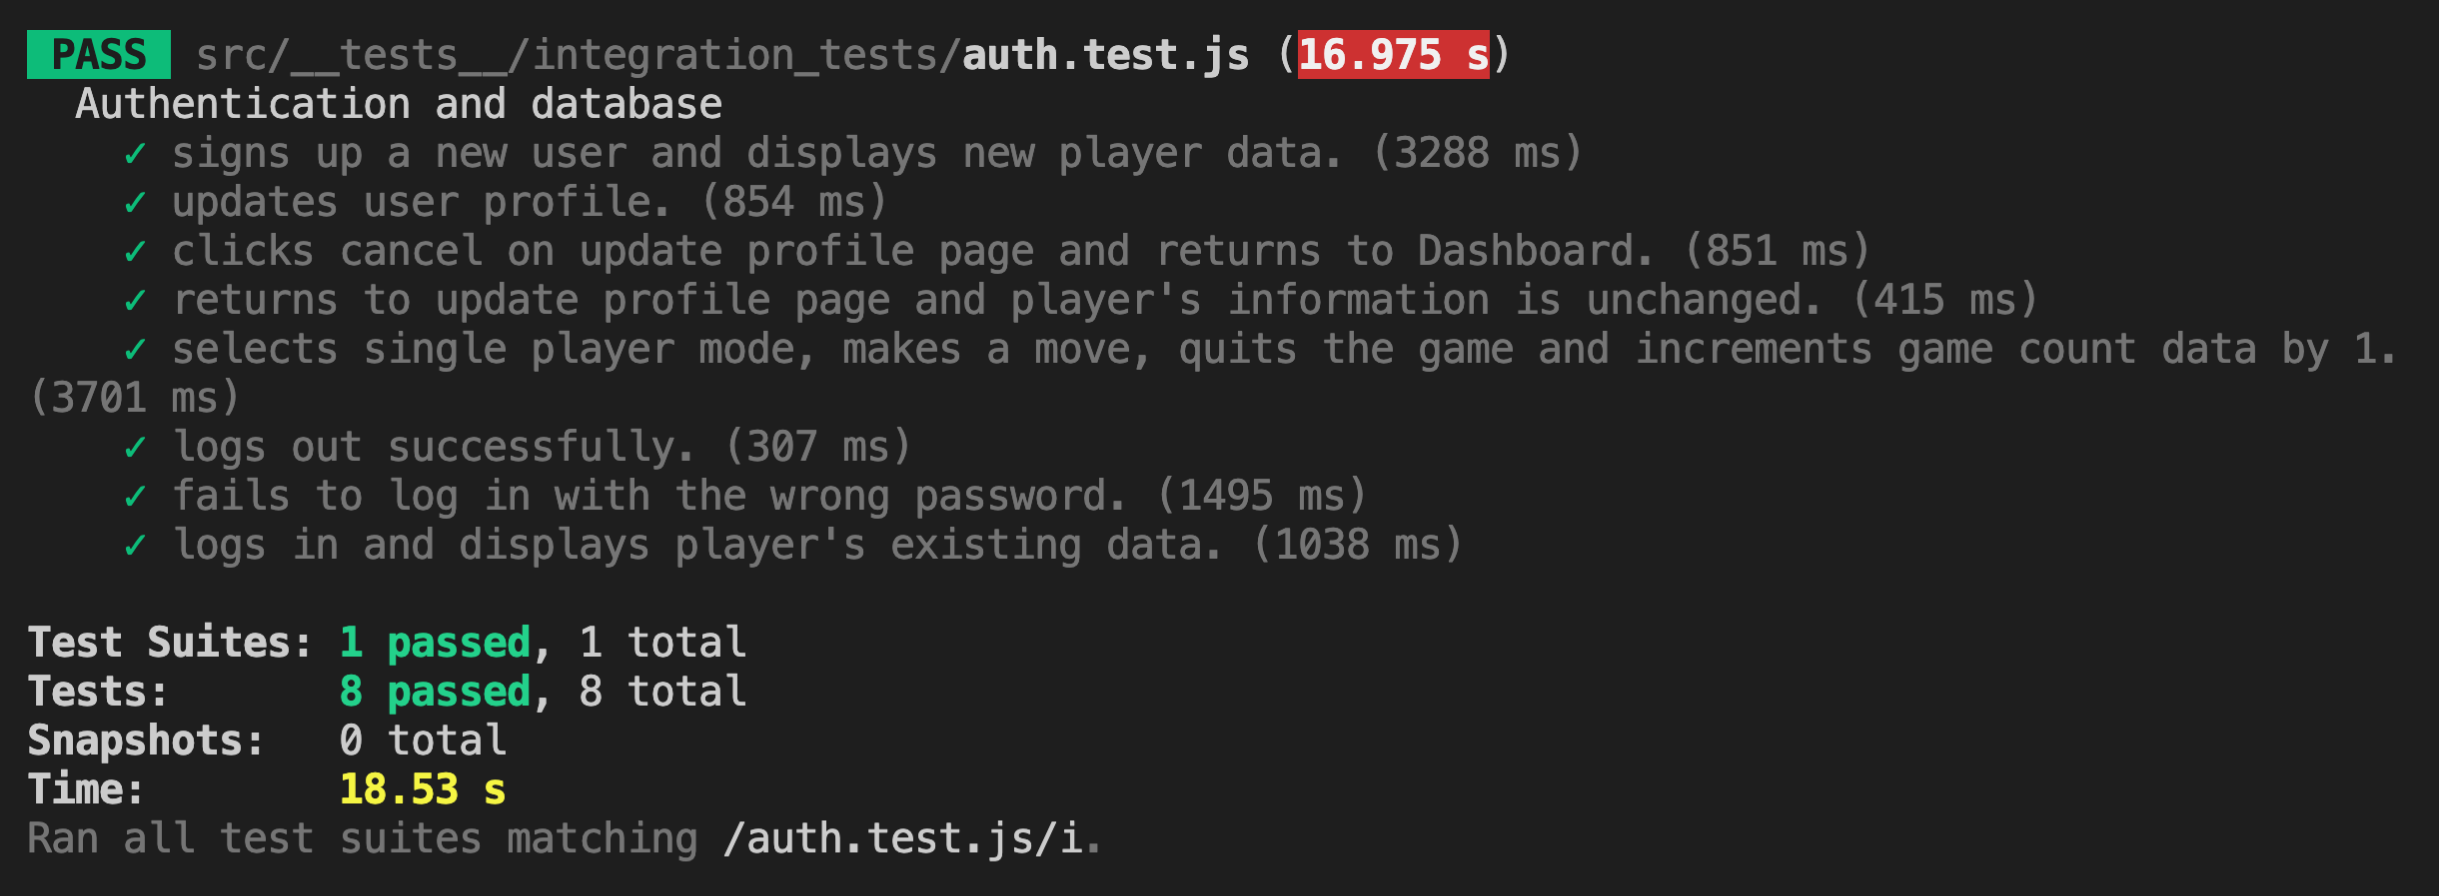 PASS src/__tests__/integration_tests/auth.test.js (16.975 s)
Authentication and database
✓ signs up a new user and displays new player data. (3288 ms)
✓ updates user profile. (854 ms)
✓ clicks cancel on update profile page and returns to Dashboard. (851 ms)
✓ returns to update profile page and player's information is unchanged. (415 ms)
✓ selects single player mode, makes a move, quits the game and increments game count data by 1.
(3701 ms)
✓ logs out successfully. (307 ms)
✓ fails to log in with the wrong password. (1495 ms)
✓ logs in and displays player's existing data. (1038 ms)
Test Suites: 1 passed, 1 total
Tests: 8 passed, 8 total
Snapshots: 0 total
Time: 18.53 s
Ran all test suites matching /auth.test.js/i.